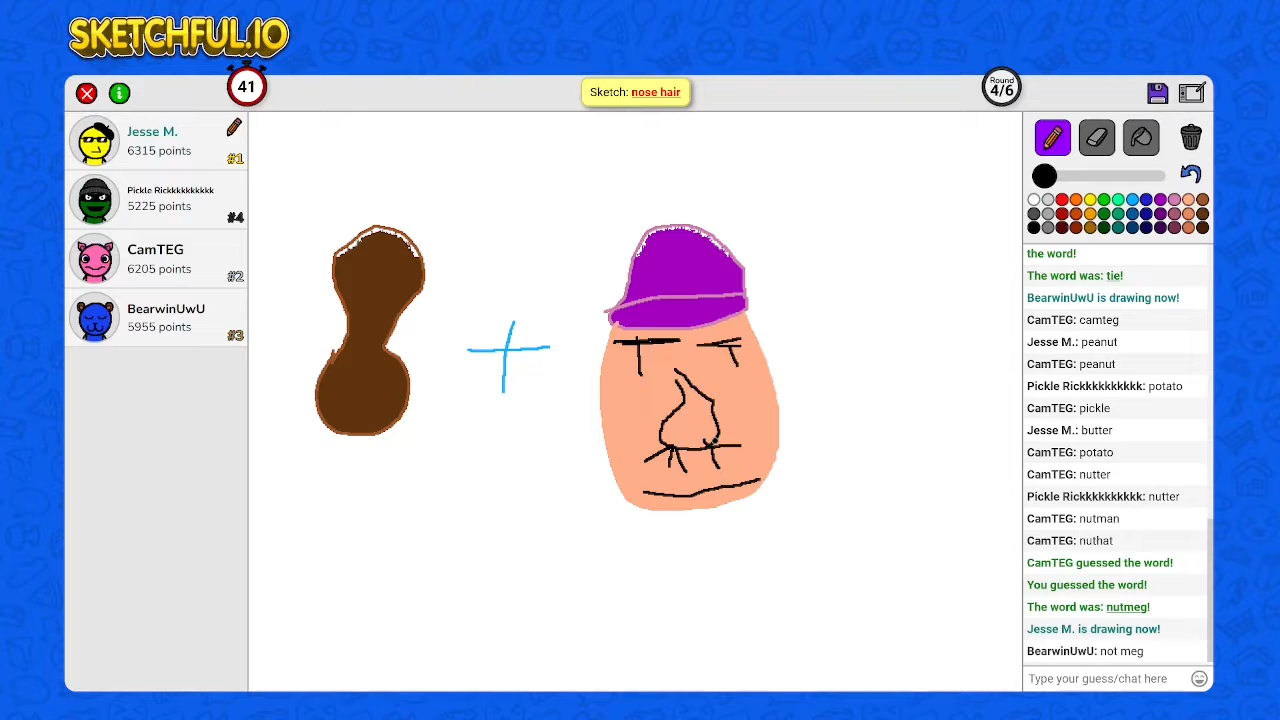 SKETCHFUL.IO
41
Sketch: nose hair
Round
4/6
Jesse M.
6315 points
#1
Pickle Rickkkkkkkkkk
5225 points
#4
CamTEG
6205 points
#2
BearwinUwU
5955 points
#3
the word!
The word was: tie!
BearwinUwU is drawing now!
CamTEG: camteg
Jesse M.: peanut
CamTEG: peanut
Pickle Rickkkkkkkkkk: potato
CamTEG: pickle
Jesse M.: butter
CamTEG: potato
CamTEG: nutter
Pickle Rickkkkkkkkkk: nutter
CamTEG: nutman
CamTEG: nuthat
CamTEG guessed the word!
You guessed the word!
The word was: nutmeg!
Jesse M. is drawing now!
BearwinUwU: not meg
Type your guess/chat here